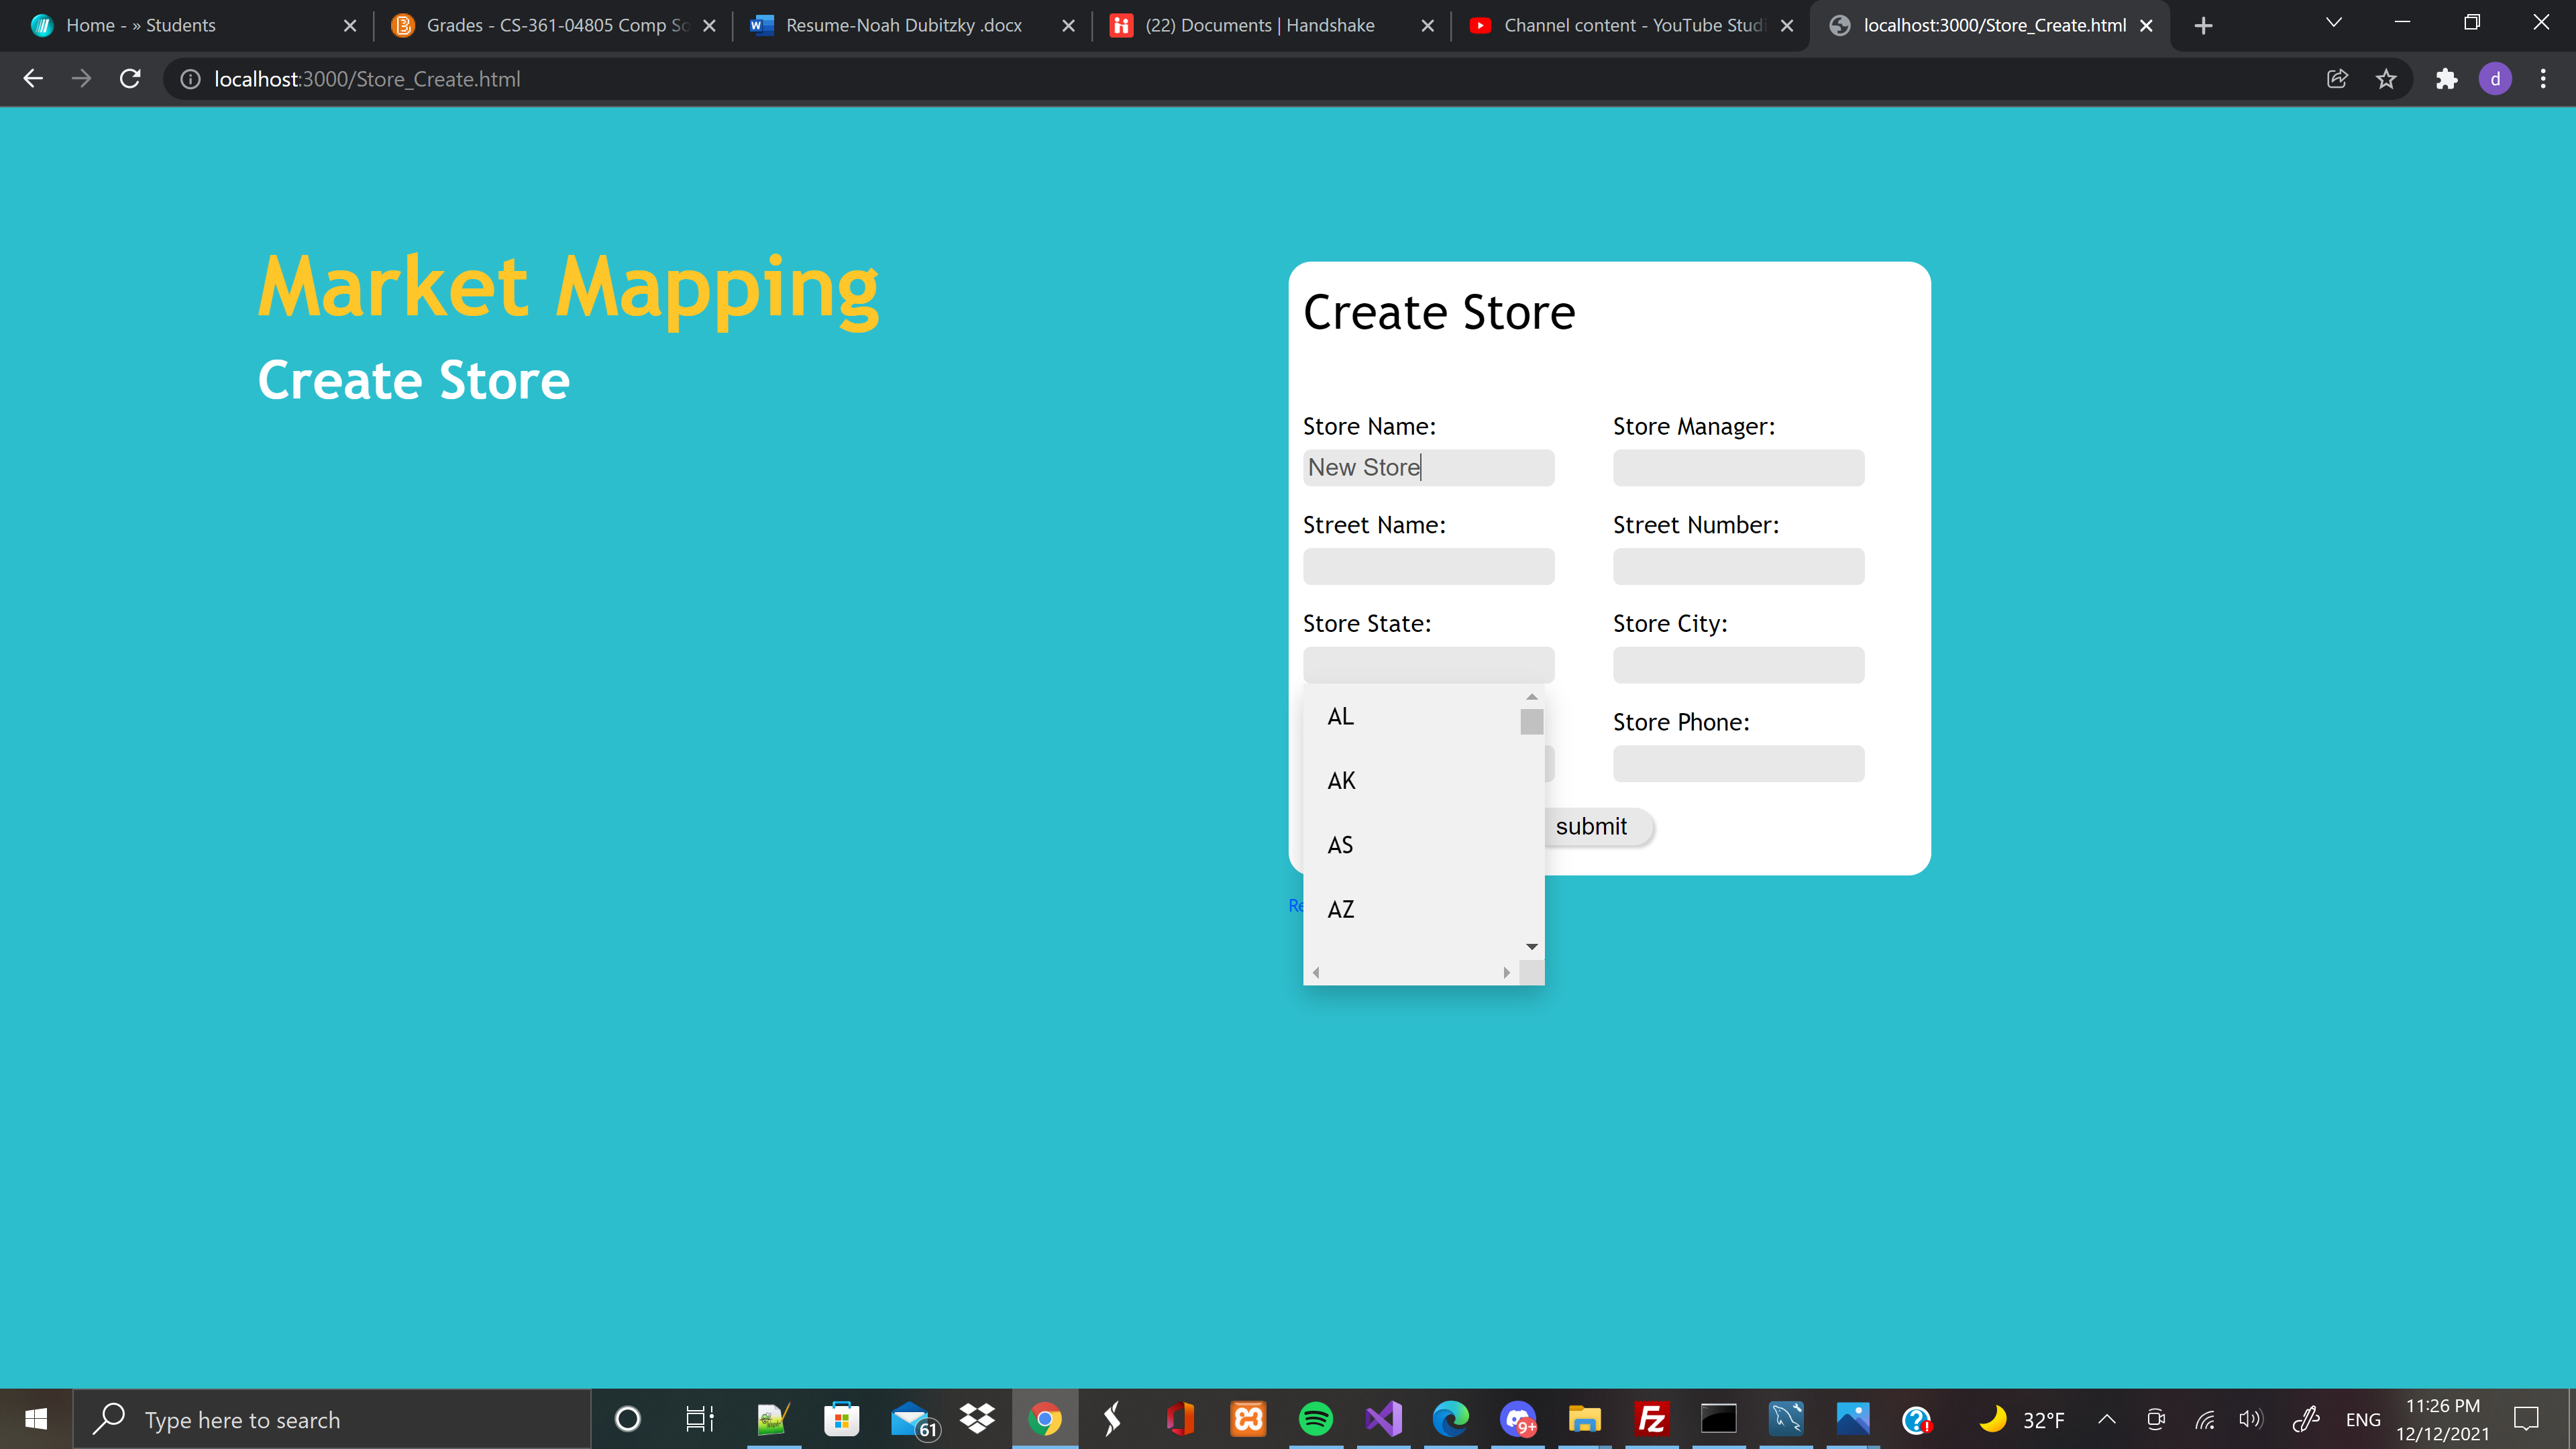 Home - » Students
Grades - CS-361-04805 Comp Sc
Resume-Noah Dubitzky .docx
(22) Documents | Handshake
Channel content - YouTube Studi
localhost:3000/Store_Create.html
localhost:3000/Store_Create.html
d
Market Mapping
Create Store
Create Store
Store Name:
Store Manager:
New Store
Street Name:
Street Number:
Store State:
Store City:
AL
Store Phone:
AK
submit
AS
Re
AZ
Type here to search
61
9+
32°F
ENG
11:26 PM
12/12/2021